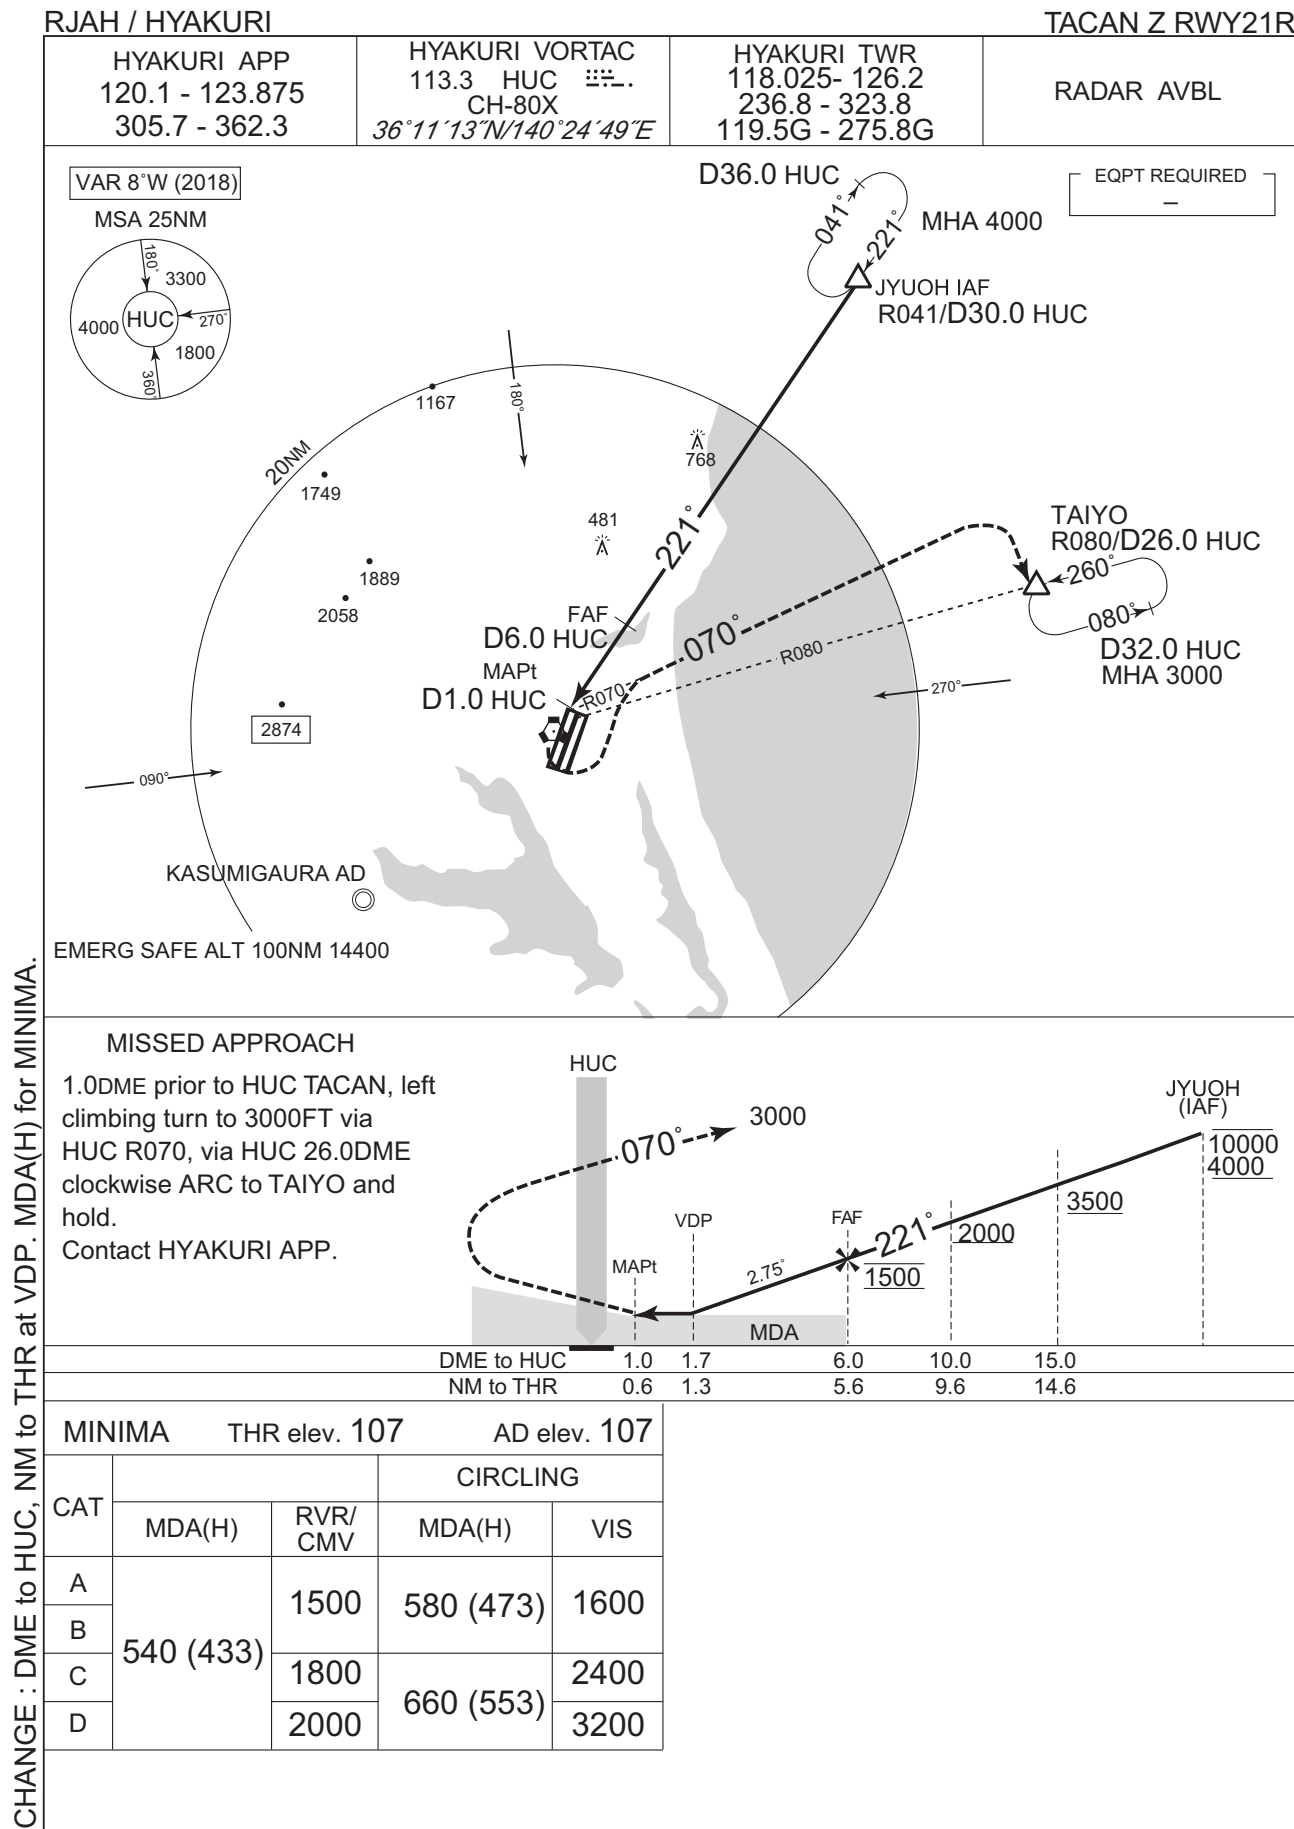 RJAH / HYAKURI
TACAN Z RWY21R
HYAKURI APP
120.1 - 123.875
305.7 - 362.3
HYAKURI VORTAC
113.3 HUC
CH-80X
36°11´13˝N/140°24´49˝E
HYAKURI TWR
118.025- 126.2
236.8 - 323.8
119.5G - 275.8G
RADAR AVBL
VAR 8°W (2018)
MSA 25NM
180°
3300
4000
HUC
270°
1800
360°
EQPT REQUIRED
–
D36.0 HUC
041°
221°
MHA 4000
JYUOH IAF
R041/D30.0 HUC
180°
1167
20NM
1749
768
481
221°
1889
2058
TAIYO
R080/D26.0 HUC
260°
080°
D32.0 HUC
MHA 3000
FAF
D6.0 HUC
070°
R080
MAPt
D1.0 HUC
R070
270°
2874
090°
KASUMIGAURA AD
EMERG SAFE ALT 100NM 14400
MISSED APPROACH
1.0DME prior to HUC TACAN, left
climbing turn to 3000FT via
HUC R070, via HUC 26.0DME
clockwise ARC to TAIYO and
hold.
Contact HYAKURI APP.
HUC
070°
3000
JYUOH
(IAF)
10000
4000
3500
VDP
FAF
221°
2000
MAPt
2.75°
1500
MDA
DME to HUC 1.0 1.7 6.0 10.0 15.0
NM to THR 0.6 1.3 5.6 9.6 14.6
MINIMA THR elev. 107 AD elev. 107
CAT
CIRCLING
MDA(H)
RVR/
CMV
MDA(H)
VIS
A
B
C
D
540 (433)
1500
1800
2000
580 (473)
660 (553)
1600
2400
3200
CHANGE : DME to HUC, NM to THR at VDP. MDA(H) for MINIMA.